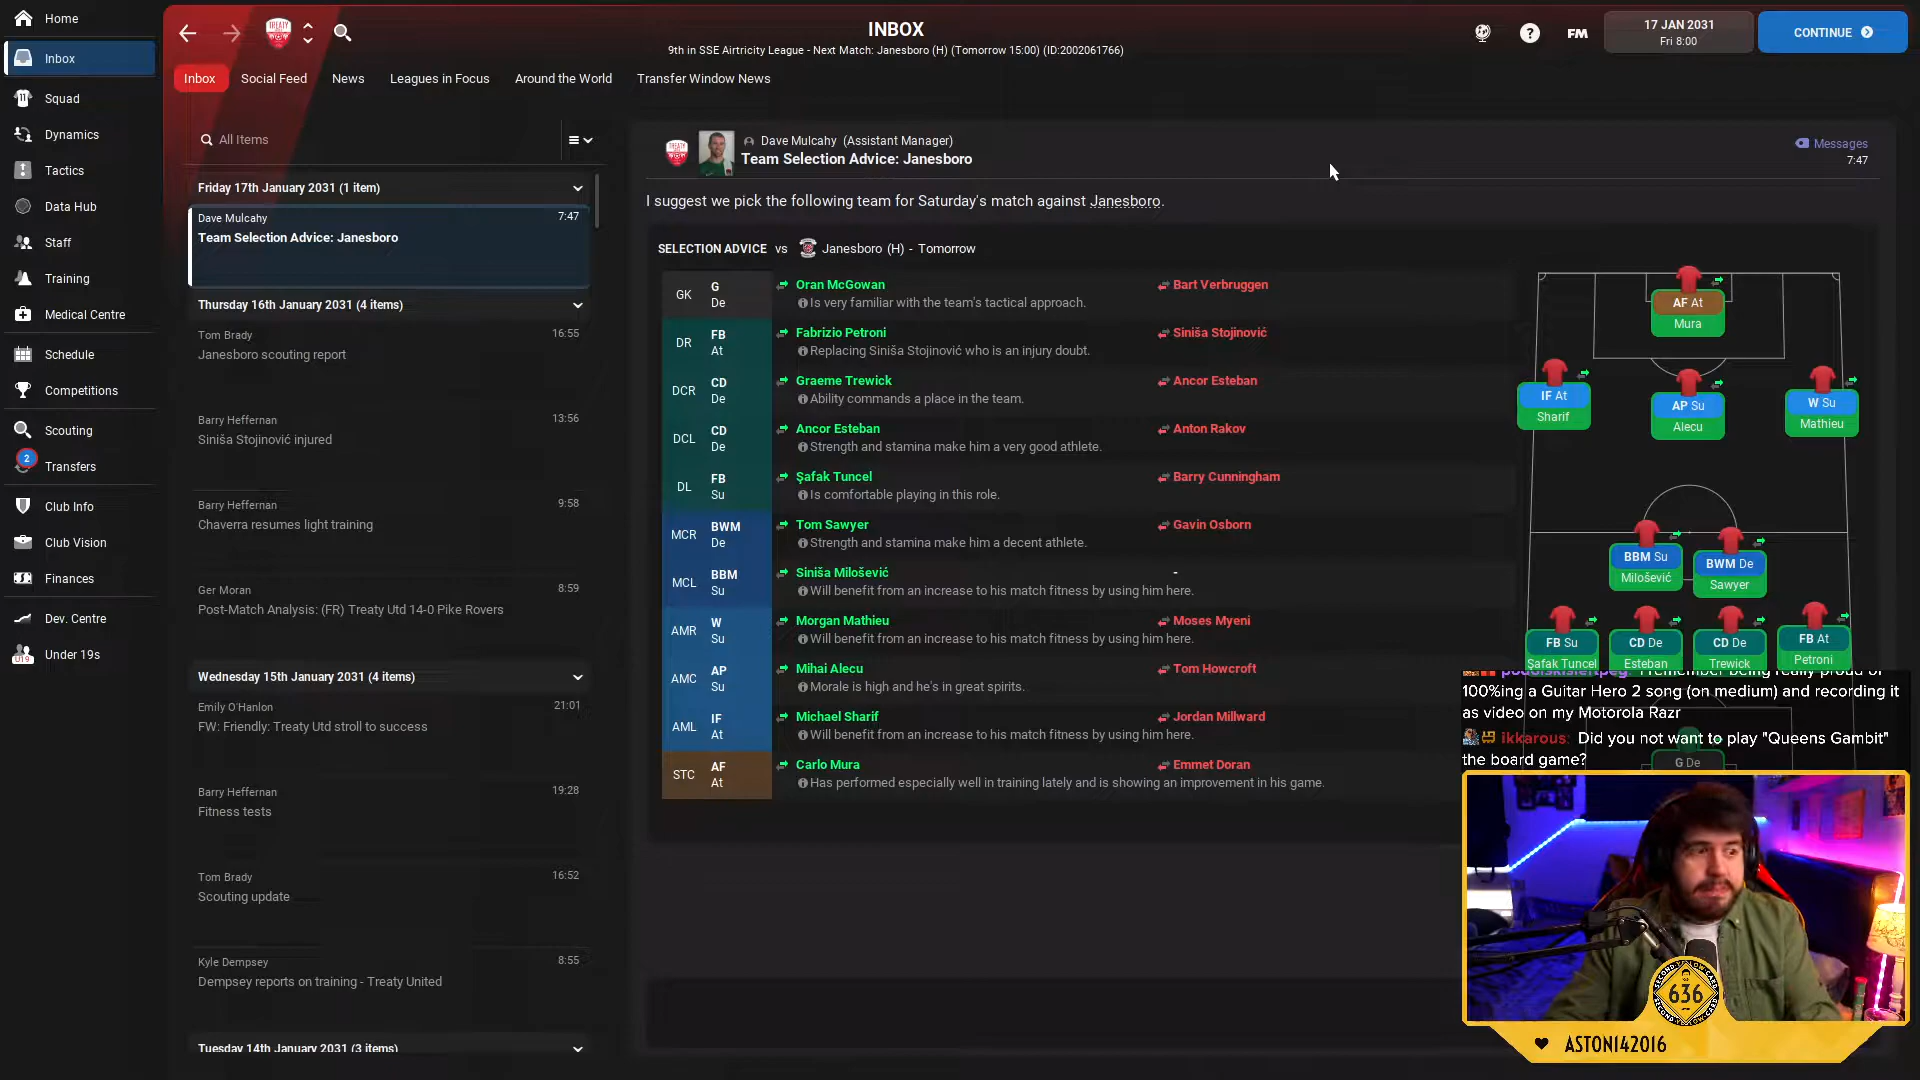 Home
Inbox
Squad
Dynamics
Tactics
Data Hub
Staff
Training
Medical Centre
Schedule
Competitions
Scouting
2
Transfers
Club Info
Club Vision
Finances
Dev. Centre
U19
Under 19s
TREATY
INBOX
9th in SSE Airtricity League - Next Match: Janesboro (H) (Tomorrow 15:00) (ID:2002061766)
?
FM
17 JAN 2031
Fri 8:00
CONTINUE
Inbox
Social Feed
News
Leagues in Focus
Around the World
Transfer Window News
All Items
Friday 17th January 2031 (1 item)
Dave Mulcahy 7:47
Team Selection Advice: Janesboro
Thursday 16th January 2031 (4 items)
Tom Brady 16:55
Janesboro scouting report
Barry Heffernan 13:56
Siniša Stojinović injured
Barry Heffernan 9:58
Chaverra resumes light training
Ger Moran 8:59
Post-Match Analysis: (FR) Treaty Utd 14-0 Pike Rovers
Wednesday 15th January 2031 (4 items)
Emily O'Hanlon 21:01
FW: Friendly: Treaty Utd stroll to success
Barry Heffernan 19:28
Fitness tests
Tom Brady 16:52
Scouting update
Kyle Dempsey 8:55
Dempsey reports on training - Treaty United
Tuesday 14th January 2031 (3 items)
TREATY
Dave Mulcahy (Assistant Manager)
Team Selection Advice: Janesboro
Messages
7:47
I suggest we pick the following team for Saturday's match against Janesboro.
SELECTION ADVICE vs Janesboro (H) - Tomorrow
GK G De Oran McGowan Bart Verbruggen
Is very familiar with the team's tactical approach.
DR FB At Fabrizio Petroni Siniša Stojinović
Replacing Siniša Stojinović who is an injury doubt.
DCR CD De Graeme Trewick Ancor Esteban
Ability commands a place in the team.
DCL CD De Ancor Esteban Anton Rakov
Strength and stamina make him a very good athlete.
DL FB Su Şafak Tuncel Barry Cunningham
Is comfortable playing in this role.
MCR BWM De Tom Sawyer Gavin Osborn
Strength and stamina make him a decent athlete.
MCL BBM Su Siniša Milošević -
Will benefit from an increase to his match fitness by using him here.
AMR W Su Morgan Mathieu Moses Myeni
Will benefit from an increase to his match fitness by using him here.
AMC AP Su Mihai Alecu Tom Howcroft
Morale is high and he's in great spirits.
AML IF At Michael Sharif Jordan Millward
Will benefit from an increase to his match fitness by using him here.
STC AF At Carlo Mura Emmet Doran
Has performed especially well in training lately and is showing an improvement in his game.
AF At
Mura
IF At
Sharif
AP Su
Alecu
W Su
Mathieu
BBM Su
Milošević
BWM De
Sawyer
FB Su
Şafak Tuncel
CD De
Esteban
CD De
Trewick
FB At
Petroni
G De
I remember being really proud of
100%ing a Guitar Hero 2 song (on medium) and recording it
as video on my Motorola Razr
ikkarous: Did you not want to play "Queens Gambit"
the board game?
SECOND YELLOW CARD
636
ASTON142016